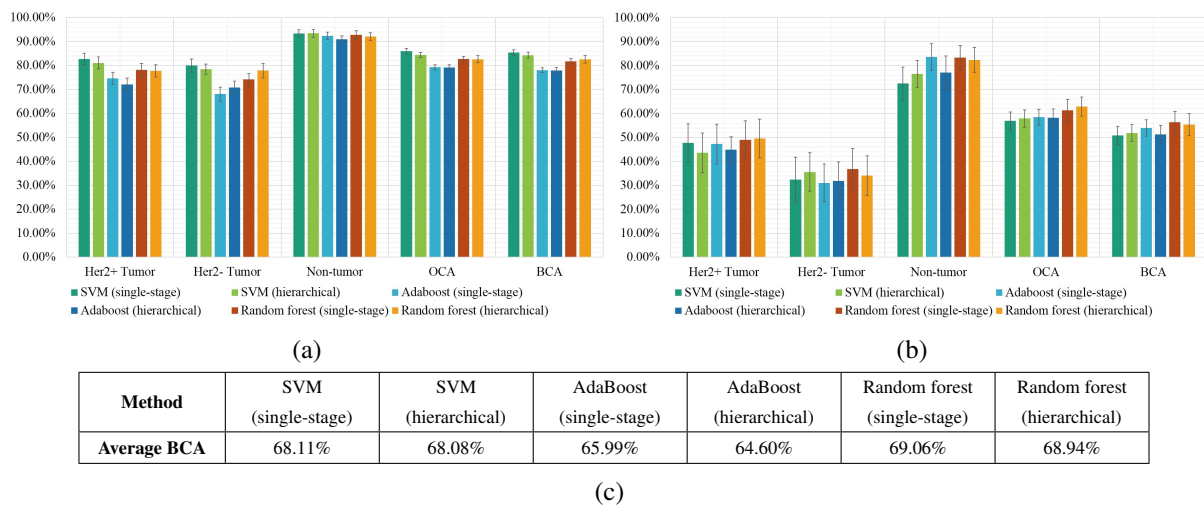 100.00%
90.00%
80.00%
70.00%
60.00%
50.00%
40.00%
30.00%
20.00%
10.00%
0.00%
Her2+ Tumor Her2- Tumor Non-tumor OCA BCA
SVM (single-stage) SVM (hierarchical) Adaboost (single-stage)
Adaboost (hierarchical) Random forest (single-stage) Random forest (hierarchical)
(a)
100.00%
90.00%
80.00%
70.00%
60.00%
50.00%
40.00%
30.00%
20.00%
10.00%
0.00%
Her2+ Tumor Her2- Tumor Non-tumor OCA BCA
SVM (single-stage) SVM (hierarchical) Adaboost (single-stage)
Adaboost (hierarchical) Random forest (single-stage) Random forest (hierarchical)
(b)
Method SVM (single-stage) SVM (hierarchical) AdaBoost (single-stage) AdaBoost (hierarchical) Random forest (single-stage) Random forest (hierarchical)
Average BCA 68.11% 68.08% 65.99% 64.60% 69.06% 68.94%
(c)